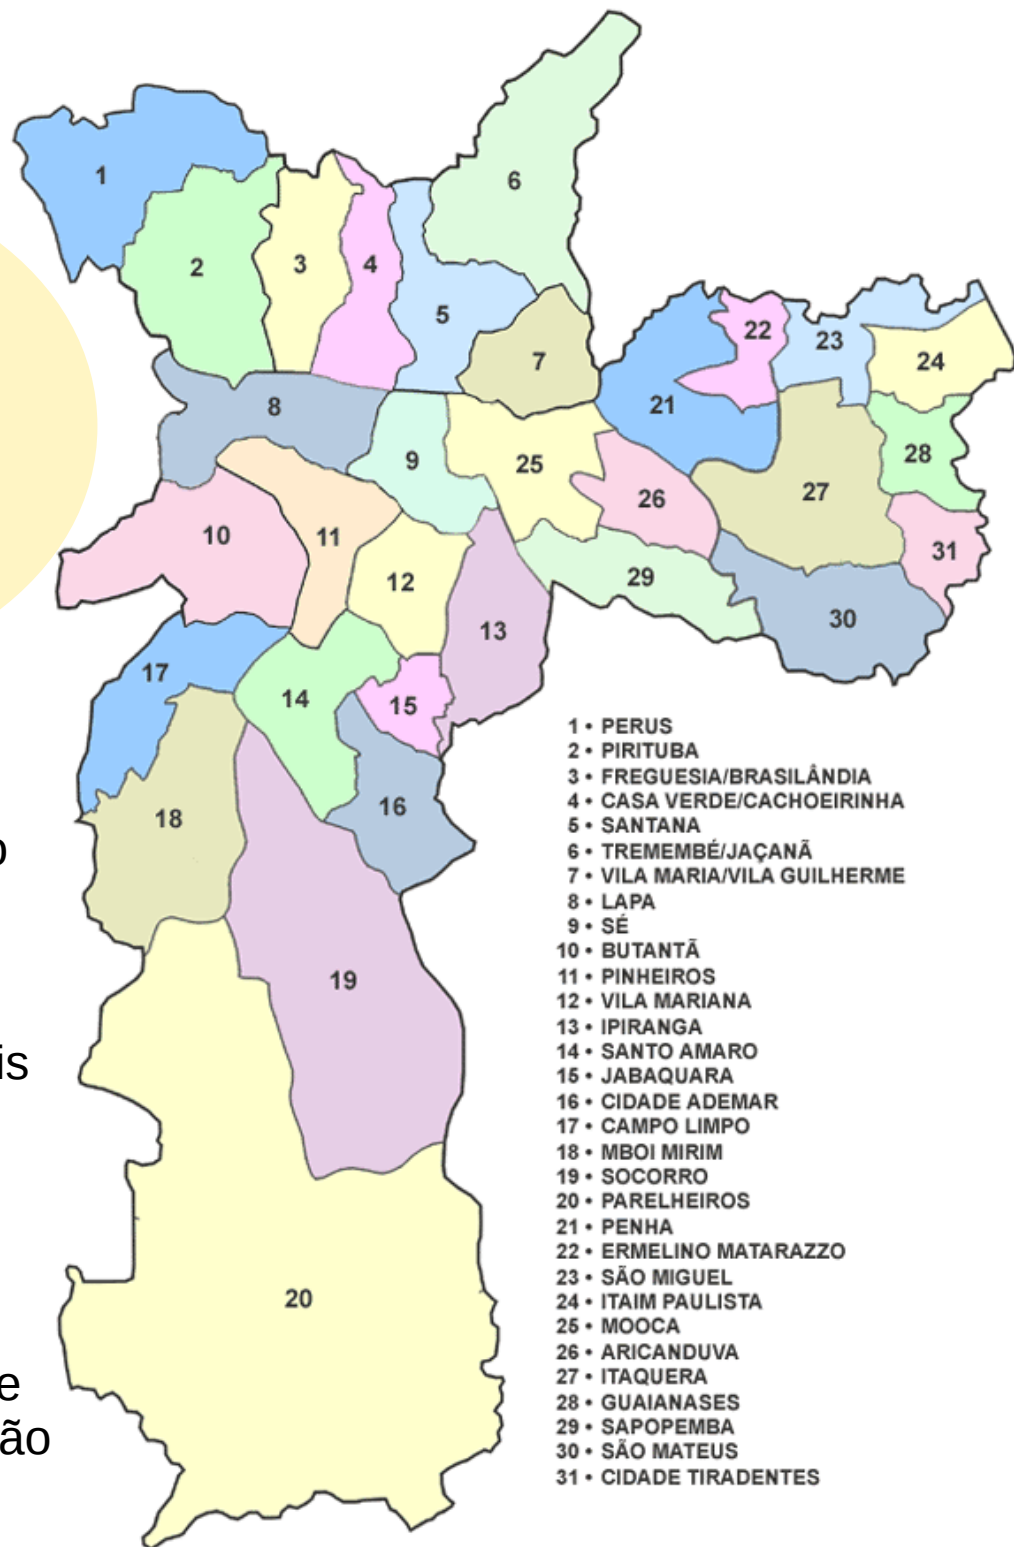 1
6
2
3
4
5
22
23
7
24
21
8
28
9
25
27
26
10
11
31
29
12
30
13
17
14
15
16
18
19
20
1 • PERUS
2 • PIRITUBA
3 • FREGUESIA/BRASILÂNDIA
4 • CASA VERDE/CACHOEIRINHA
5 • SANTANA
6 • TREMEMBÉ/JAÇANÃ
7 • VILA MARIA/VILA GUILHERME
8 • LAPA
9 • SÉ
10 • BUTANTÃ
11 • PINHEIROS
12 • VILA MARIANA
13 • IPIRANGA
14 • SANTO AMARO
15 • JABAQUARA
16 • CIDADE ADEMAR
17 • CAMPO LIMPO
18 • MBOI MIRIM
19 • SOCORRO
20 • PARELHEIROS
21 • PENHA
22 • ERMELINO MATARAZZO
23 • SÃO MIGUEL
24 • ITAIM PAULISTA
25 • MOOCA
26 • ARICANDUVA
27 • ITAQUERA
28 • GUAIANASES
29 • SAPOPEMBA
30 • SÃO MATEUS
31 • CIDADE TIRADENTES
o
is
e
ão